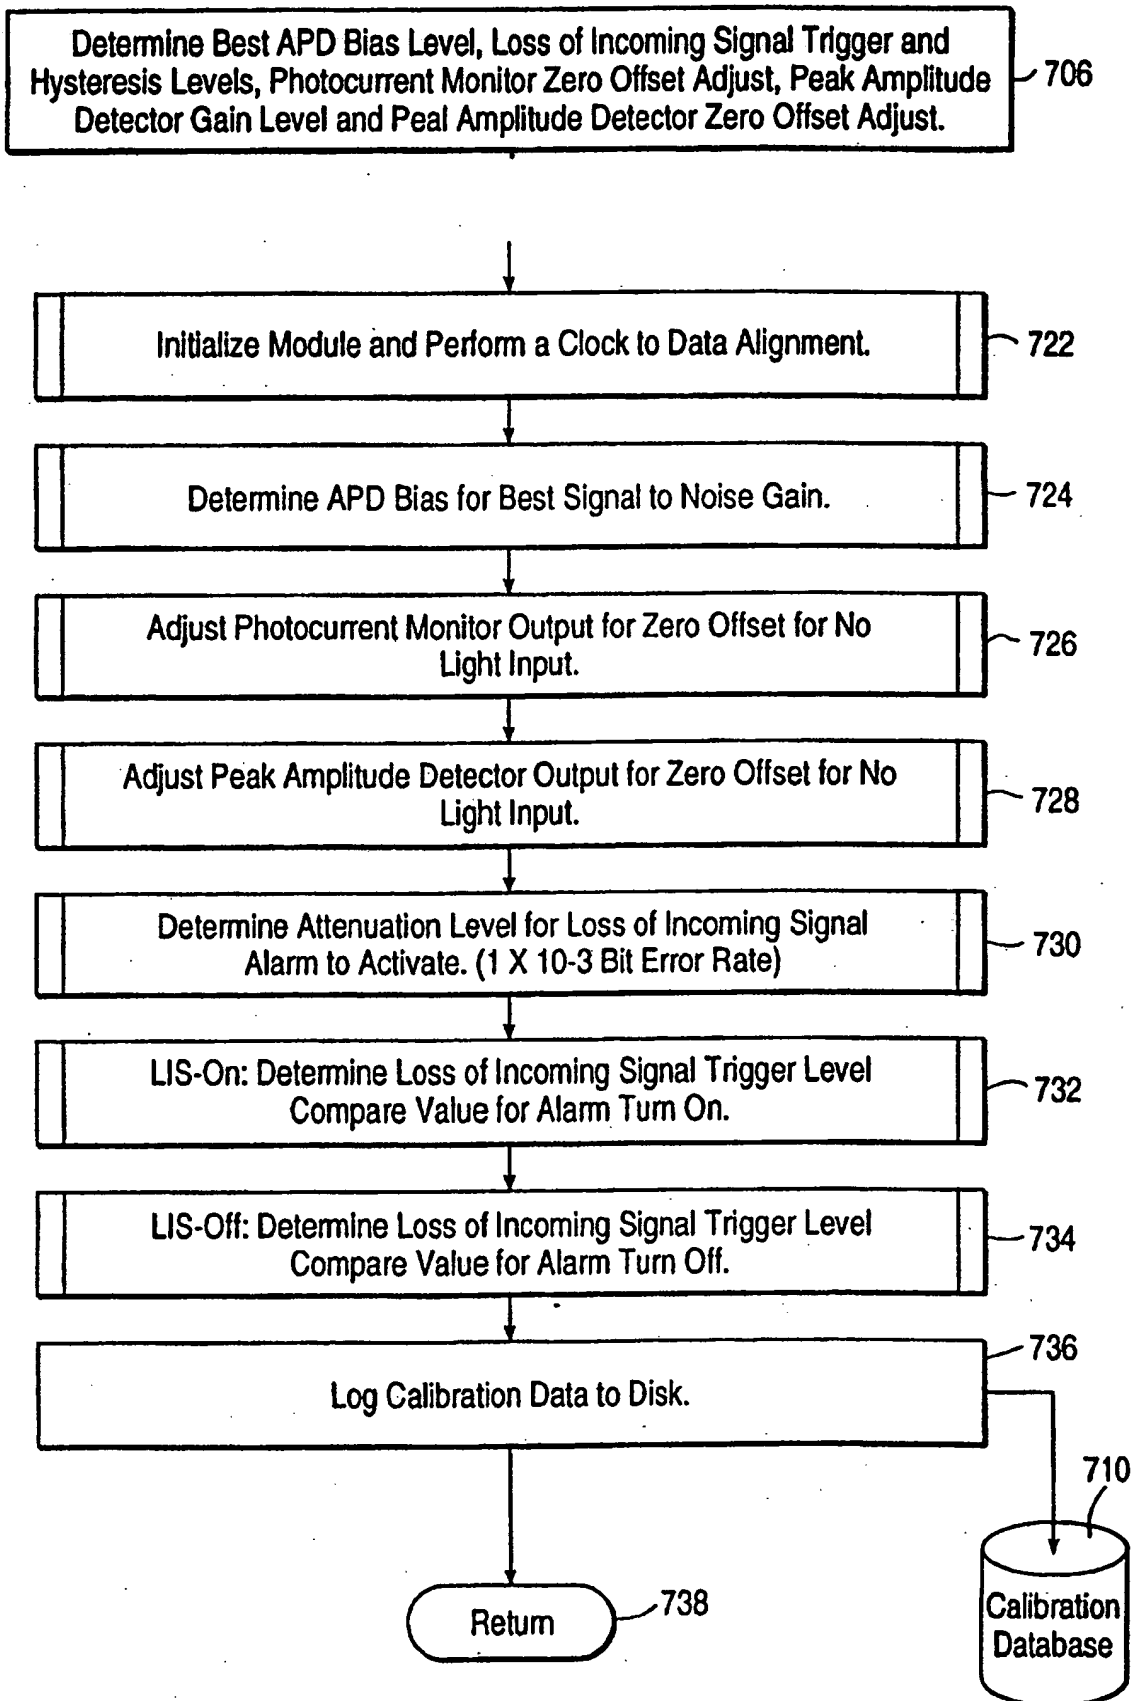 Determine Best APD Bias Level, Loss of Incoming Signal Trigger and
Hysteresis Levels, Photocurrent Monitor Zero Offset Adjust, Peak Amplitude
Detector Gain Level and Peal Amplitude Detector Zero Offset Adjust.
706
Initialize Module and Perform a Clock to Data Alignment.
722
Determine APD Bias for Best Signal to Noise Gain.
724
Adjust Photocurrent Monitor Output for Zero Offset for No
Light Input.
726
Adjust Peak Amplitude Detector Output for Zero Offset for No
Light Input.
728
Determine Attenuation Level for Loss of Incoming Signal
Alarm to Activate. (1 X 10-3 Bit Error Rate)
730
LIS-On: Determine Loss of Incoming Signal Trigger Level
Compare Value for Alarm Turn On.
732
LIS-Off: Determine Loss of Incoming Signal Trigger Level
Compare Value for Alarm Turn Off.
734
Log Calibration Data to Disk.
736
710
Calibration
Database
Return
738